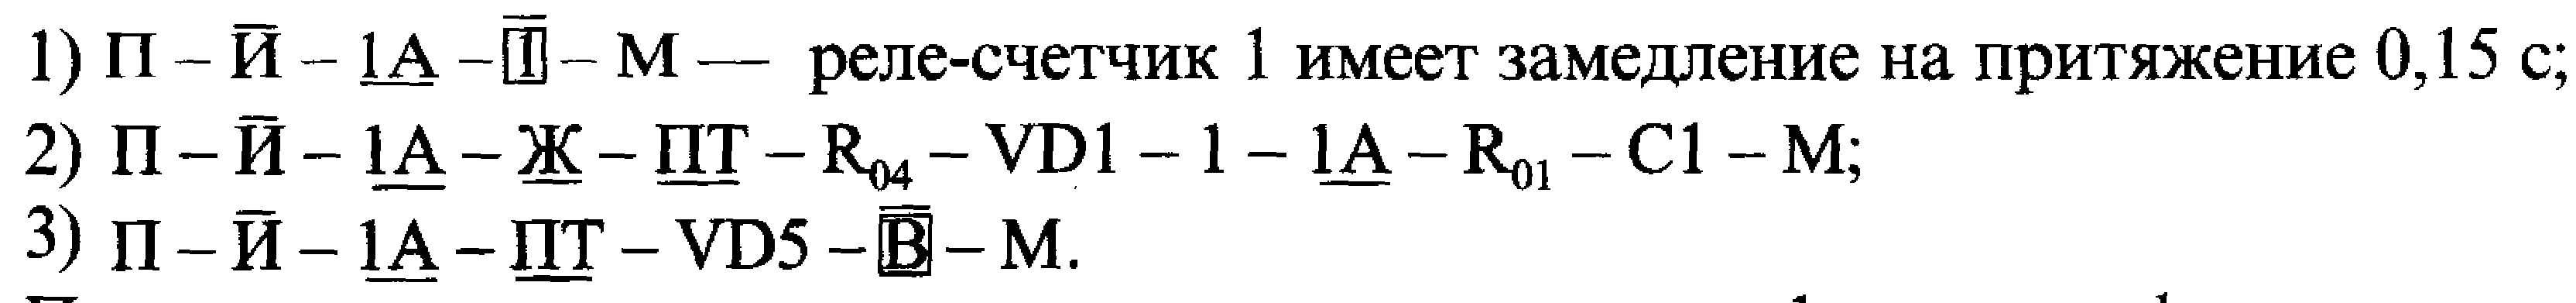 1) П – И̅ – 1А – 1̅ – М — реле-счетчик 1 имеет замедление на притяжение 0,15 с;
2) П – И̅ – 1А – Ж – ПТ – R₀₄ – VD1 – 1 – 1А – R₀₁ – C1 – М;
3) П – И̅ – 1А – ПТ – VD5 – В̅ – М.